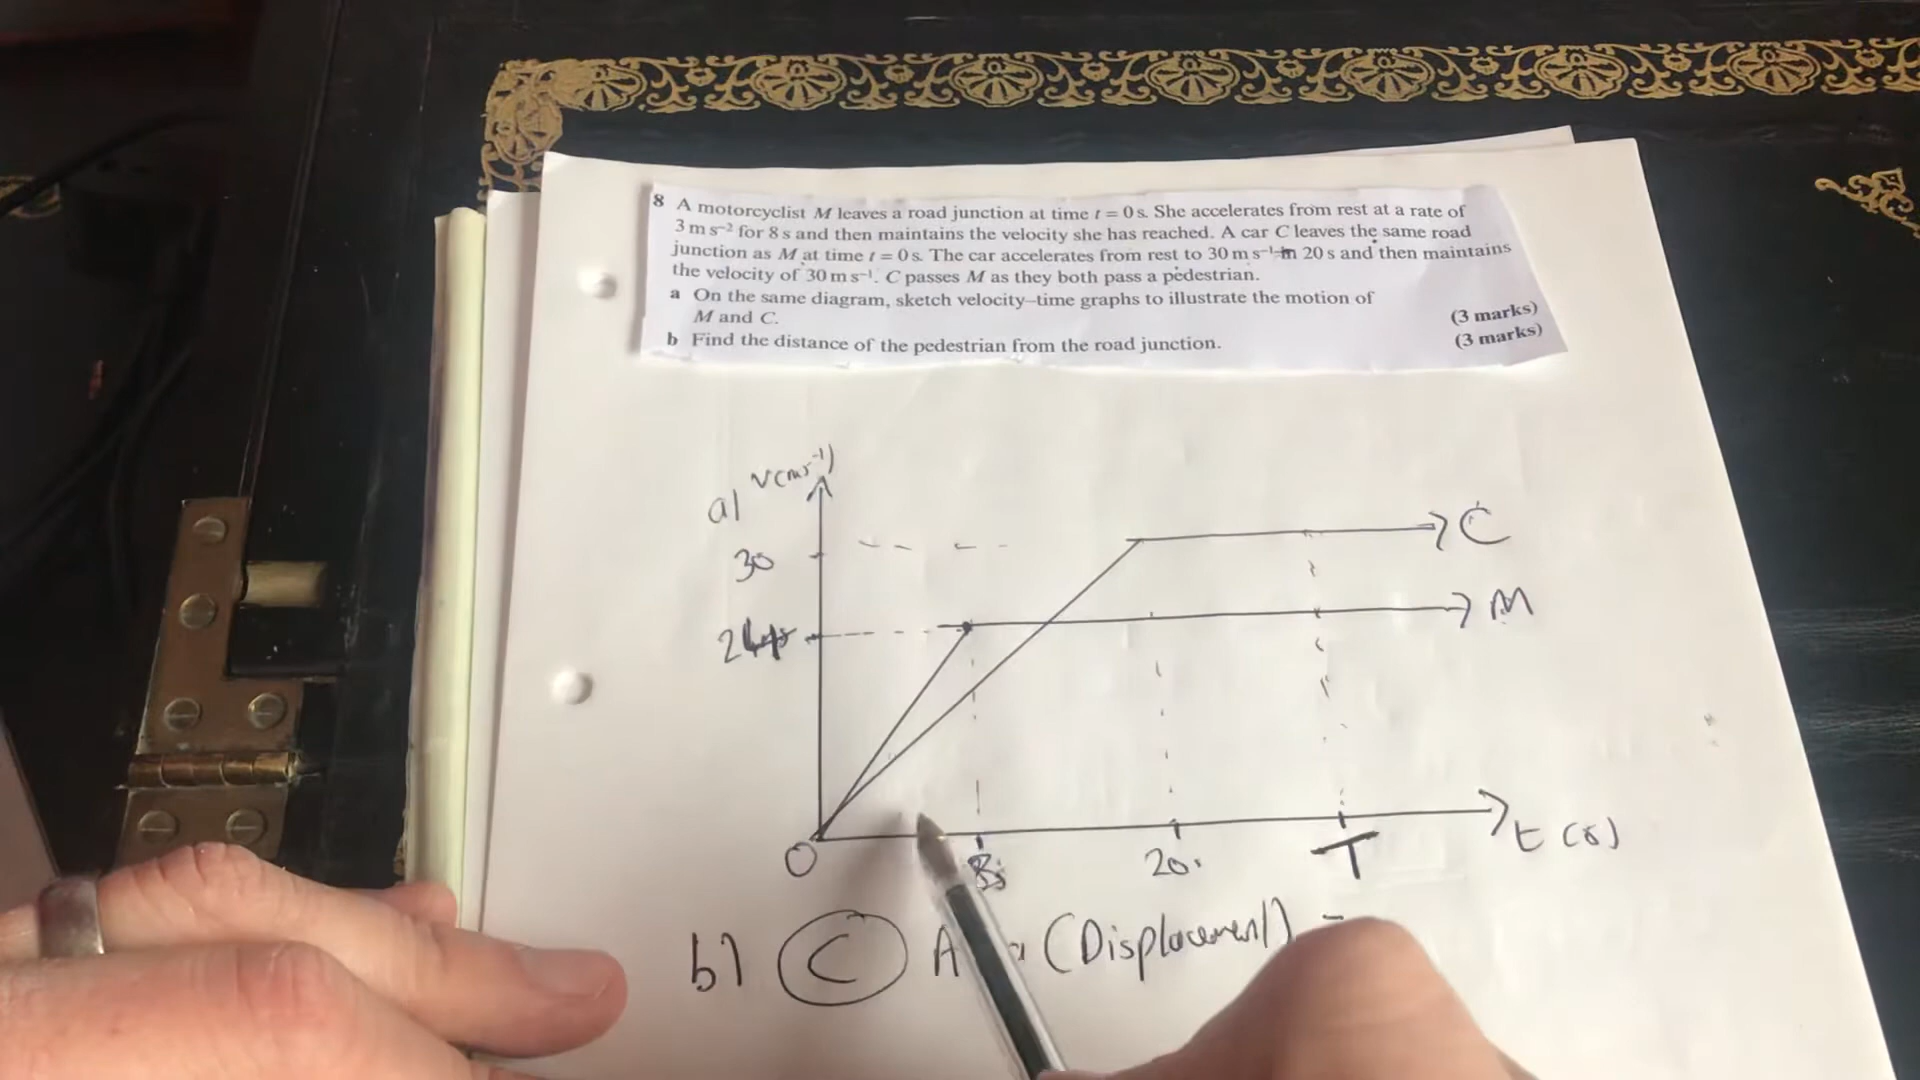 8 A motorcyclist M leaves a road junction at time t = 0 s. She accelerates from rest at a rate of
3 m s⁻² for 8 s and then maintains the velocity she has reached. A car C leaves the same road
junction as M at time t = 0 s. The car accelerates from rest to 30 m s⁻¹ in 20 s and then maintains
the velocity of 30 m s⁻¹. C passes M as they both pass a pedestrian.
a On the same diagram, sketch velocity–time graphs to illustrate the motion of
M and C. (3 marks)
b Find the distance of the pedestrian from the road junction. (3 marks)
a) V(ms⁻¹)
30
C
24
M
O 8 20 T t (s)
b) C (Displacement) =